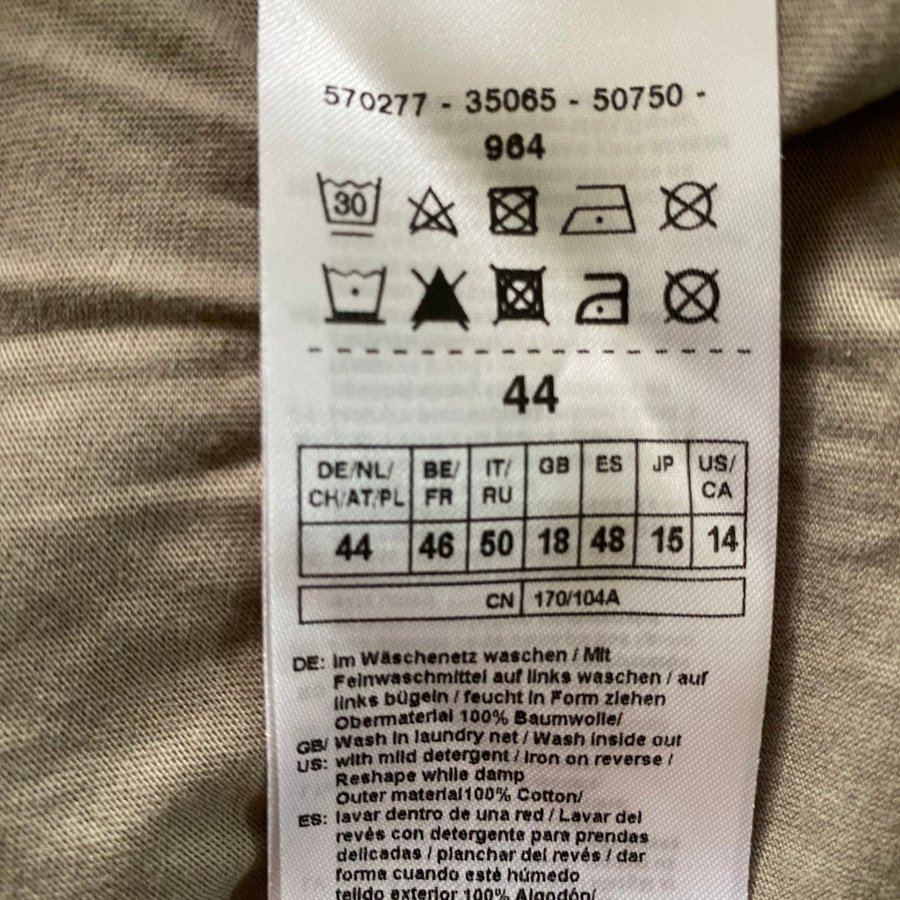 570277 - 35065 - 50750 -
964
30
44
DE/NL/ CH/AT/PL BE/ FR IT/ RU GB ES JP US/ CA
44 46 50 18 48 15 14
CN 170/104A
DE: Im Wäschenetz waschen / Mit
Feinwaschmittel auf links waschen / auf
links bügeln / feucht in Form ziehen
Obermaterial 100% Baumwolle/
GB/ Wash in laundry net / Wash inside out
US: with mild detergent / Iron on reverse /
Reshape while damp
Outer material100% Cotton/
ES: lavar dentro de una red / Lavar del
revés con detergente para prendas
delicadas / planchar del revés / dar
forma cuando esté húmedo
tejido exterior 100% Algodón/